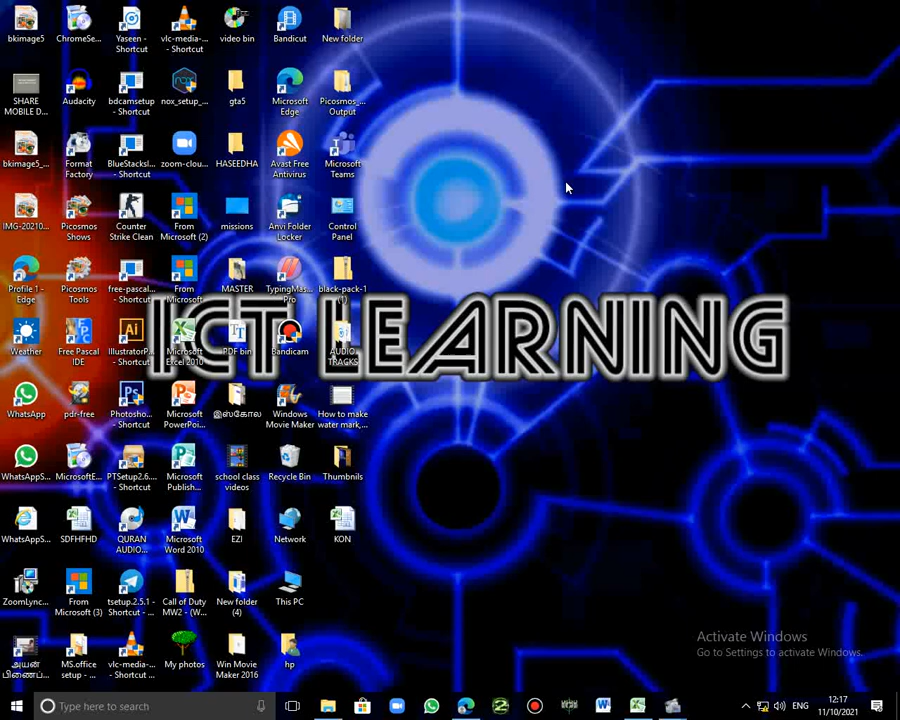 bkimage5
ChromeSe...
Yaseen - Shortcut
vlc-media-... - Shortcut
video bin
Bandicut
New folder
SHARE MOBILE D...
Audacity
bdcamsetup - Shortcut
nox_setup_...
gta5
Microsoft Edge
Picosmos_... Output
bkimage5_...
Format Factory
BlueStacksI... - Shortcut
zoom-clou...
HASEEDHA
Avast Free Antivirus
Microsoft Teams
IMG-20210...
Picosmos Shows
Counter Strike Clean
From Microsoft (2)
missions
Anvi Folder Locker
Control Panel
Profile 1 - Edge
Picosmos Tools
free-pascal... - Shortcut
From Microsoft
MASTER
TypingMas... Pro
black-pack-1 (1)
ICT LEARNING
Weather
Free Pascal IDE
IllustratorP... - Shortcut
Microsoft Excel 2010
PDF bin
Bandicam
AUDIO TRACKS
WhatsApp
pdr-free
Photosho... - Shortcut
Microsoft PowerPoi...
இஸ்கோல
Windows Movie Maker
How to make water mark,...
WhatsAppS...
MicrosoftE...
PTSetup2.6.... - Shortcut
Microsoft Publish...
school class videos
Recycle Bin
Thumbnils
WhatsAppS...
SDFHFHD
QURAN AUDIO...
Microsoft Word 2010
EZI
Network
KON
ZoomLync...
From Microsoft (3)
tsetup.2.5.1 - Shortcut - ...
Call of Duty MW2 - (W...
New folder (4)
This PC
அயன் பிணைப்...
MS.office setup - ...
vlc-media-... - Shortcut ...
My photos
Win Movie Maker 2016
hp
Activate Windows
Go to Settings to activate Windows.
Type here to search
ENG
12:17
11/10/2021